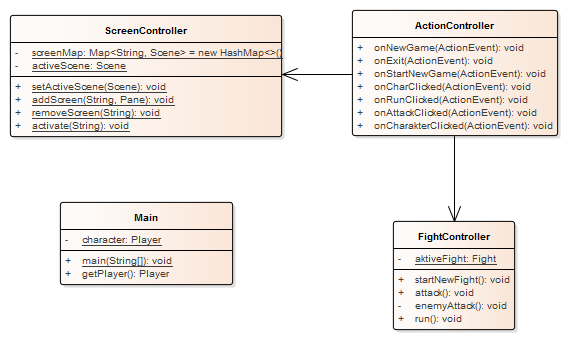 ScreenController
- screenMap: Map<String, Scene> = new HashMap<>()
- activeScene: Scene
+ setActiveScene(Scene): void
+ addScreen(String, Pane): void
+ removeScreen(String): void
+ activate(String): void
ActionController
+ onNewGame(ActionEvent): void
+ onExit(ActionEvent): void
+ onStartNewGame(ActionEvent): void
+ onCharClicked(ActionEvent): void
+ onRunClicked(ActionEvent): void
+ onAttackClicked(ActionEvent): void
+ onCharakterClicked(ActionEvent): void
Main
- character: Player
+ main(String[]): void
+ getPlayer(): Player
FightController
- aktiveFight: Fight
+ startNewFight(): void
+ attack(): void
- enemyAttack(): void
+ run(): void